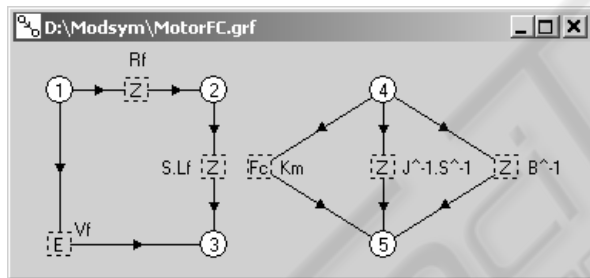 D:\Modsym\MotorFC.grf
Rf
1 Z 2 4
S.Lf Z Fc Km Z J^-1.S^-1 Z B^-1
Vf
E 3 5